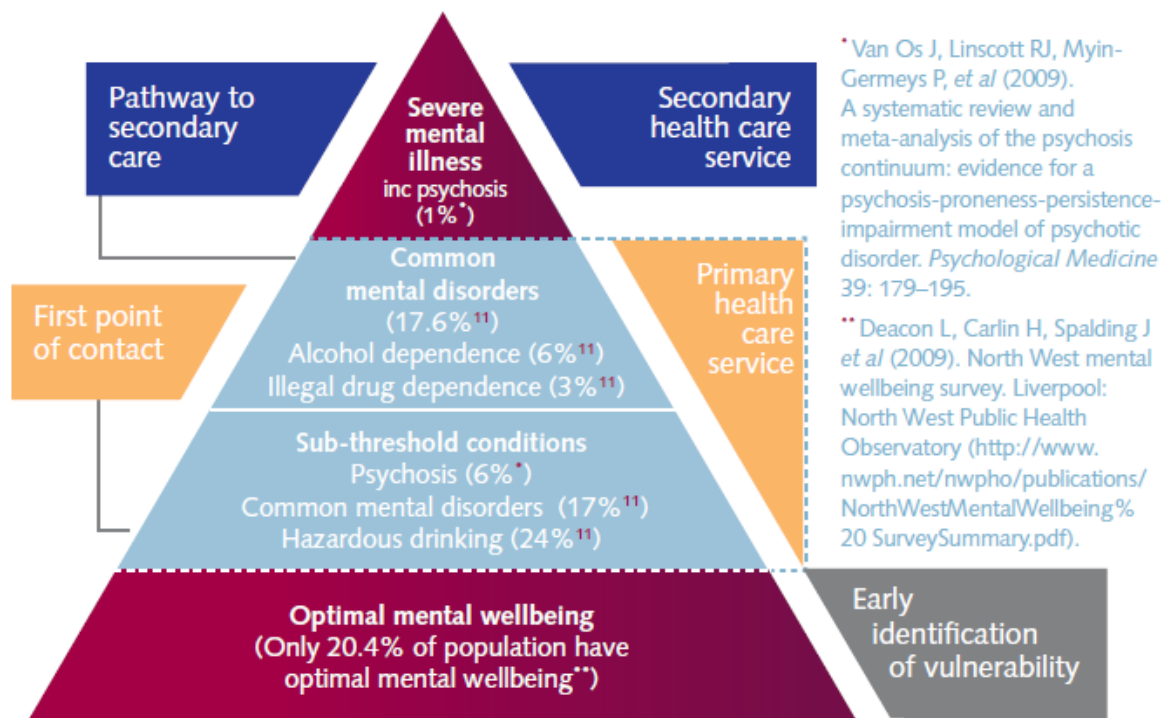 Pathway to
secondary
care
First point
of contact
Severe
mental
illness
inc psychosis
(1%*)
Common
mental disorders
(17.6%¹¹)
Alcohol dependence (6%¹¹)
Illegal drug dependence (3%¹¹)
Sub-threshold conditions
Psychosis (6%*)
Common mental disorders (17%¹¹)
Hazardous drinking (24%¹¹)
Optimal mental wellbeing
(Only 20.4% of population have
optimal mental wellbeing**)
Secondary
health care
service
Primary
health
care
service
Early
identification
of vulnerability
* Van Os J, Linscott RJ, Myin-
Germeys P, et al (2009).
A systematic review and
meta-analysis of the psychosis
continuum: evidence for a
psychosis-proneness-persistence-
impairment model of psychotic
disorder. Psychological Medicine
39: 179–195.
** Deacon L, Carlin H, Spalding J
et al (2009). North West mental
wellbeing survey. Liverpool:
North West Public Health
Observatory (http://www.
nwph.net/nwpho/publications/
NorthWestMentalWellbeing%
20 SurveySummary.pdf).